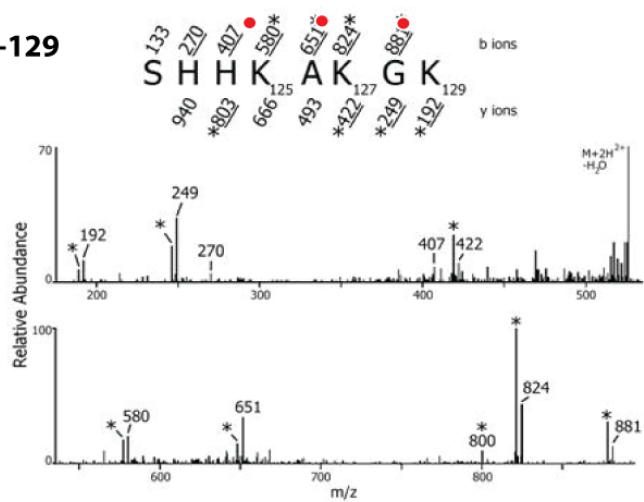 -129
133 270 407 580* 651* 824* 881* b ions
S H H K125 A K127 G K129
940 *803 666 493 *422 *249 *192 y ions
70
M+2H2+
-H2O
* 192 * 249 270 407 * 422
0
200 300 400 500
Relative Abundance
100
* 580 * 651 * 800 * 824 * 881
0
600 700 800
m/z